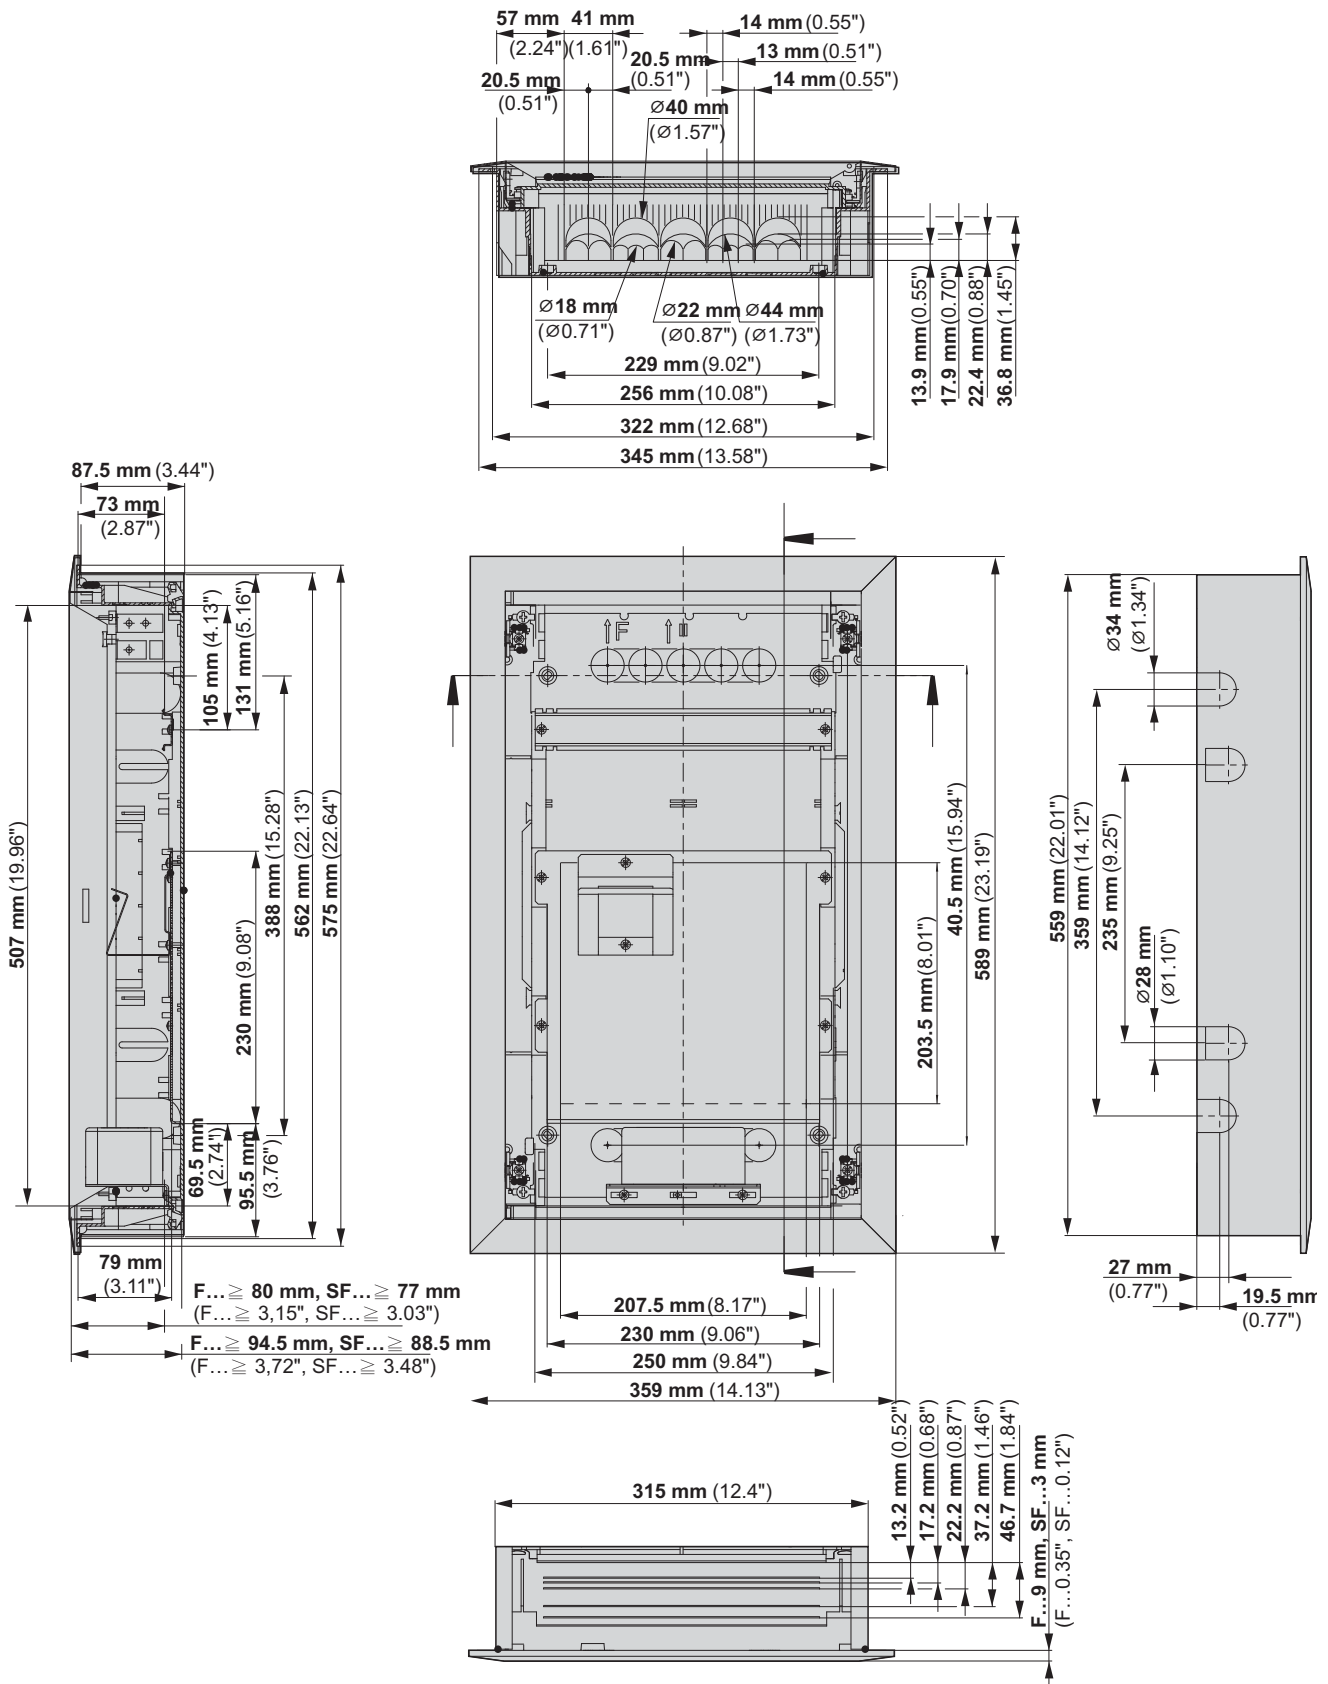 57 mm 41 mm 14 mm (0.55")
(2.24") (1.61") 20.5 mm 13 mm (0.51")
20.5 mm (0.51") 14 mm (0.55")
(0.51") ∅40 mm
(∅1.57")
∅18 mm ∅22 mm ∅44 mm
(∅0.71") (∅0.87") (∅1.73")
13.9 mm (0.55")
17.9 mm (0.70")
22.4 mm (0.88")
36.8 mm (1.45")
229 mm (9.02")
256 mm (10.08")
322 mm (12.68")
345 mm (13.58")
87.5 mm (3.44")
73 mm
(2.87")
507 mm (19.96")
105 mm (4.13")
131 mm (5.16")
388 mm (15.28")
562 mm (22.13")
575 mm (22.64")
230 mm (9.08")
69.5 mm
(2.74")
95.5 mm
(3.76")
79 mm
(3.11")
F...≧ 80 mm, SF...≧ 77 mm
(F...≧ 3,15", SF...≧ 3.03")
F...≧ 94.5 mm, SF...≧ 88.5 mm
(F...≧ 3,72", SF...≧ 3.48")
↑F ↑II
203.5 mm (8.01")
40.5 mm (15.94")
589 mm (23.19")
207.5 mm (8.17")
230 mm (9.06")
250 mm (9.84")
359 mm (14.13")
∅34 mm
(∅1.34")
559 mm (22.01")
359 mm (14.12")
235 mm (9.25")
∅28 mm
(∅1.10")
27 mm
(0.77")
19.5 mm
(0.77")
315 mm (12.4")
13.2 mm (0.52")
17.2 mm (0.68")
22.2 mm (0.87")
37.2 mm (1.46")
46.7 mm (1.84")
F...9 mm, SF...3 mm
(F...0.35", SF...0.12")